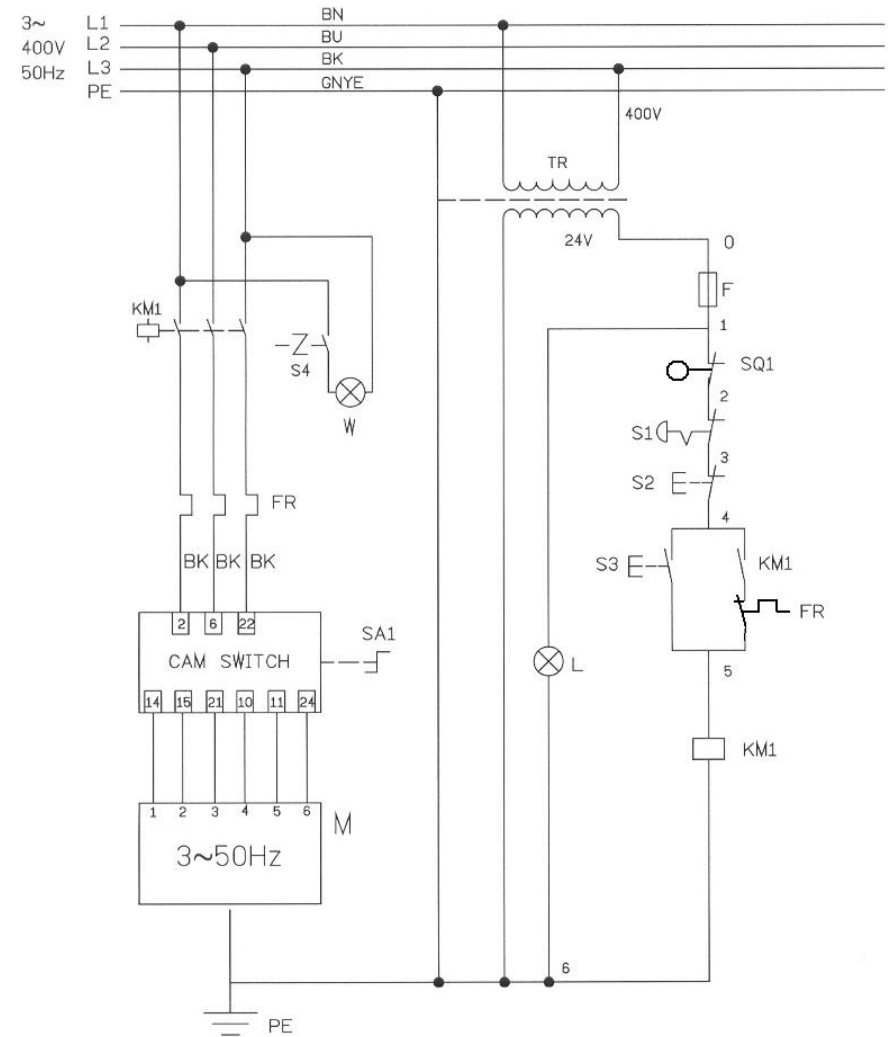 3~ L1 BN
400V L2 BU
50Hz L3 BK
PE GNYE
400V
TR
24V
0
F
1
KM1
S4
W
SQ1
2
S1
3
S2
4
S3
KM1
FR
5
FR
BK BK BK
2 6 22
CAM SWITCH
SA1
14 15 21 10 11 24
L
KM1
1 2 3 4 5 6
M
3~50Hz
6
PE